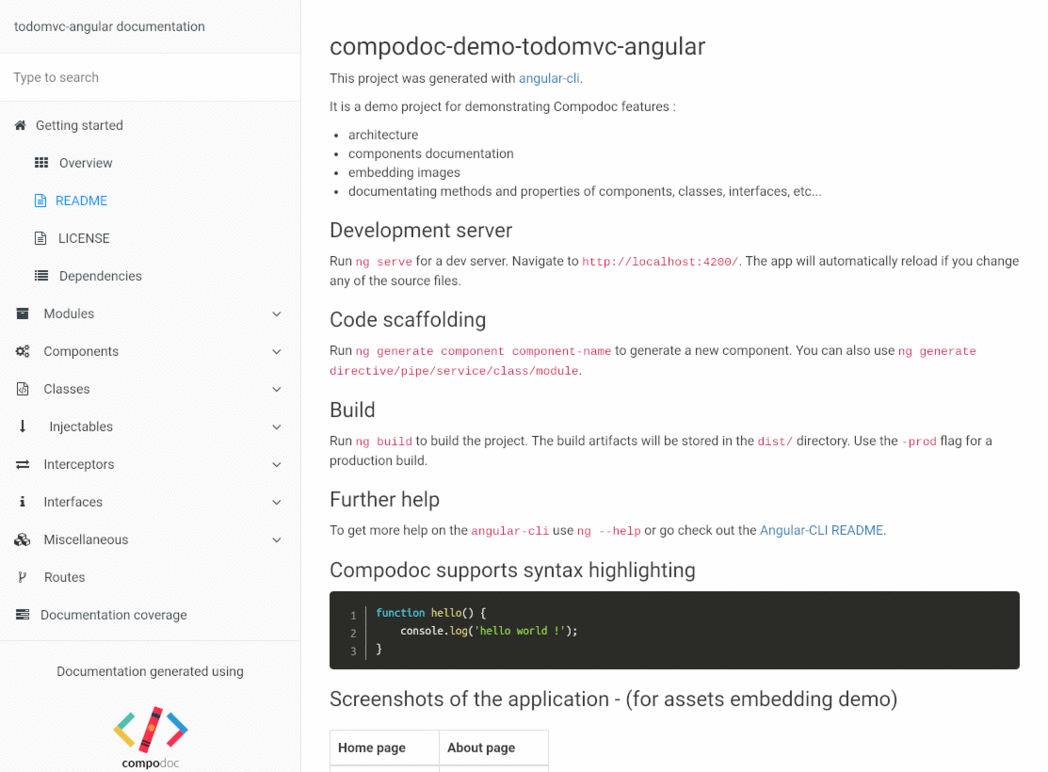 todomvc-angular documentation
Type to search
Getting started
Overview
README
LICENSE
Dependencies
Modules
Components
Classes
Injectables
Interceptors
Interfaces
Miscellaneous
Routes
Documentation coverage
Documentation generated using
compodoc
compodoc-demo-todomvc-angular
This project was generated with angular-cli.
It is a demo project for demonstrating Compodoc features :
• architecture
• components documentation
• embedding images
• documentating methods and properties of components, classes, interfaces, etc...
Development server
Run ng serve for a dev server. Navigate to http://localhost:4200/. The app will automatically reload if you change
any of the source files.
Code scaffolding
Run ng generate component component-name to generate a new component. You can also use ng generate
directive/pipe/service/class/module.
Build
Run ng build to build the project. The build artifacts will be stored in the dist/ directory. Use the -prod flag for a
production build.
Further help
To get more help on the angular-cli use ng --help or go check out the Angular-CLI README.
Compodoc supports syntax highlighting
1 function hello() {
2     console.log('hello world !');
3 }
Screenshots of the application - (for assets embedding demo)
Home page About page